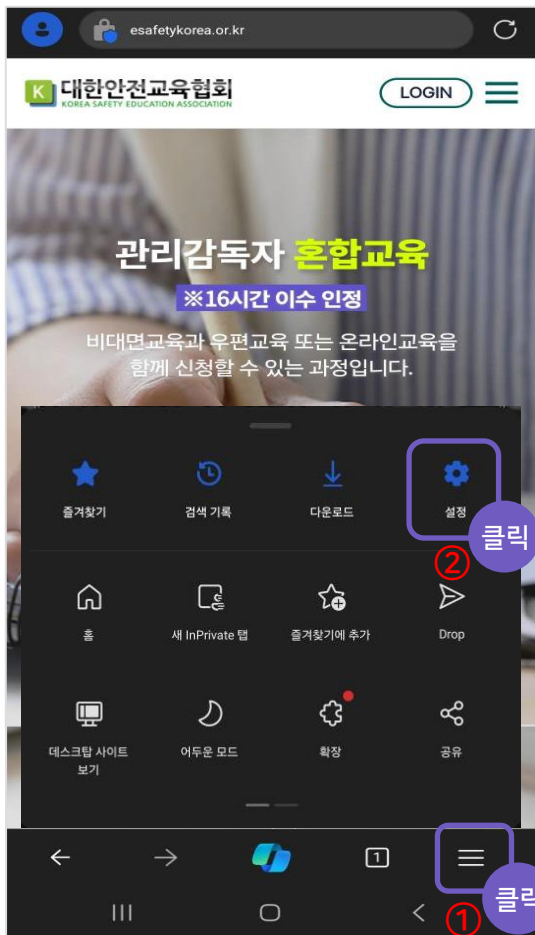 esafetykorea.or.kr
K 대한안전교육협회
KOREA SAFETY EDUCATION ASSOCIATION
LOGIN
관리감독자 혼합교육
※16시간 이수 인정
비대면교육과 우편교육 또는 온라인교육을
함께 신청할 수 있는 과정입니다.
즐겨찾기
검색 기록
다운로드
설정
클릭
②
홈
새 InPrivate 탭
즐겨찾기에 추가
Drop
데스크탑 사이트
보기
어두운 모드
확장
공유
1
클릭
①